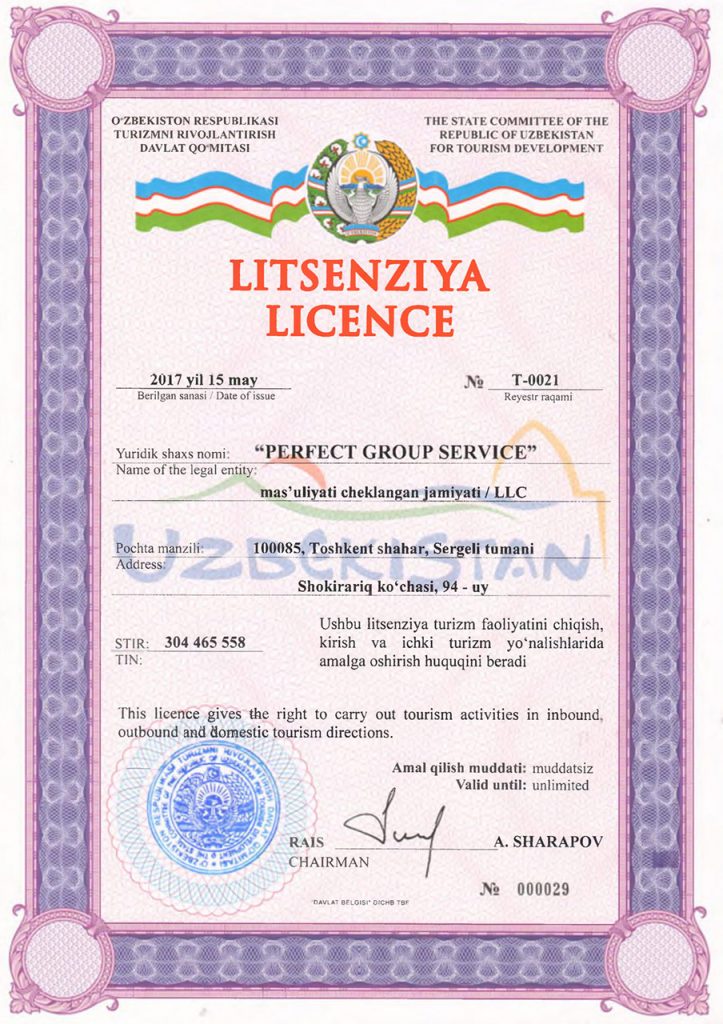 O'ZBEKISTON RESPUBLIKASI
TURIZMNI RIVOJLANTIRISH
DAVLAT QO'MITASI
THE STATE COMMITTEE OF THE
REPUBLIC OF UZBEKISTAN
FOR TOURISM DEVELOPMENT
LITSENZIYA
LICENCE
2017 yil 15 may
Berilgan sanasi / Date of issue
№ T-0021
Reyestr raqami
Yuridik shaxs nomi: “PERFECT GROUP SERVICE”
Name of the legal entity:
mas’uliyati cheklangan jamiyati / LLC
UZBEKISTAN
Pochta manzili: 100085, Toshkent shahar, Sergeli tumani
Address:
Shokirariq ko‘chasi, 94 - uy
STIR: 304 465 558
TIN:
Ushbu litsenziya turizm faoliyatini chiqish,
kirish va ichki turizm yo‘nalishlarida
amalga oshirish huquqini beradi
This licence gives the right to carry out tourism activities in inbound,
outbound and domestic tourism directions.
Amal qilish muddati: muddatsiz
Valid until: unlimited
RAIS A. SHARAPOV
CHAIRMAN
№ 000029
"DAVLAT BELGISI" DICHB TBF